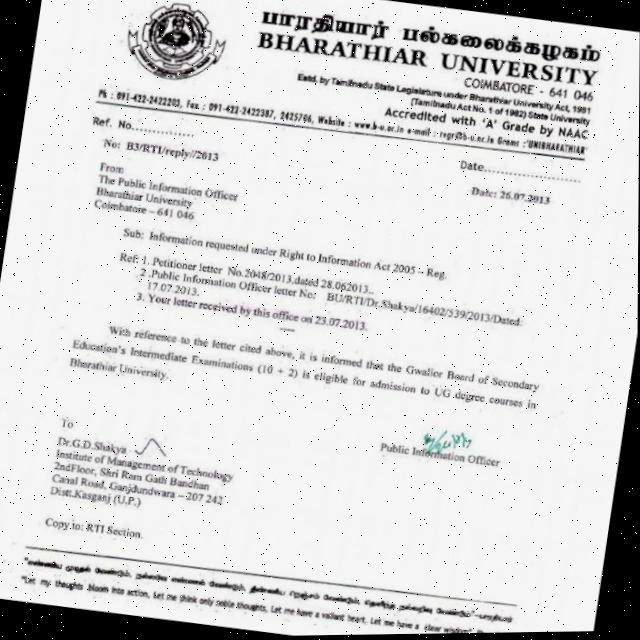 பாரதியார் பல்கலைக்கழகம்
BHARATHIAR UNIVERSITY
COIMBATORE - 641 046
Estd, by Tamilnadu State Legislature under Bharathiar University Act, 1981
(Tamilnadu Act No. 1 of 1982) State University
Accredited with 'A' Grade by NAAC
Ph : 091-422-2422203, Fax : 091-422-2422387, 2425706, Website : www.b-u.ac.in e-mail : regr@b-u.ac.in Grams : 'UNIBHARATHIAR'
Ref. No..............
Date.....................
No: B3/RTI/reply//2013
Date: 26.07.2013
From
The Public Information Officer
Bharathiar University
Coimbatore – 641 046
Sub: Information requested under Right to Information Act 2005 – Reg.
Ref: 1. Petitioner letter No.2048/2013,dated 28.062013..
2. Public Information Officer letter No: BU/RTI/Dr.Shakya/16402/539/2013/Dated:
17.07.2013.
3. Your letter received by this office on 23.07.2013.
With reference to the letter cited above, it is informed that the Gwalior Board of Secondary
Education's Intermediate Examinations (10 + 2) is eligible for admission to UG degree courses in
Bharathiar University.
To
Dr.G.D.Shakya
Institute of Management of Technology
2ndFloor, Shri Ram Gath Bandhan
Canal Road, Ganjdundwara – 207 242
Distt.Kasganj (U.P.)
Public Information Officer
Copy to: RTI Section.
"Let my thoughts bloom into action, Let me think only noble thoughts. Let me have a valiant heart. Let me have a clear wisdom"